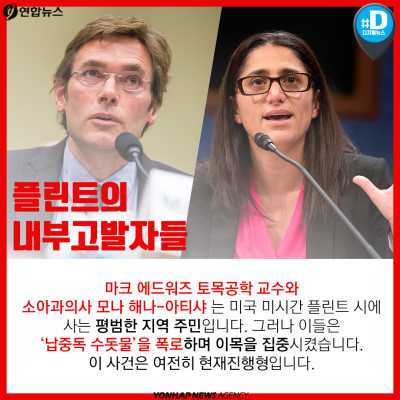 연합뉴스
#D
디지털뉴스
플린트의
내부고발자들
마크 에드워즈 토목공학 교수와
소아과의사 모나 해나-아티샤 는 미국 미시간 플린트 시에
사는 평범한 지역 주민입니다. 그러나 이들은
‘납중독 수돗물’을 폭로하며 이목을 집중시켰습니다.
이 사건은 여전히 현재진행형입니다.
YONHAP NEWS AGENCY